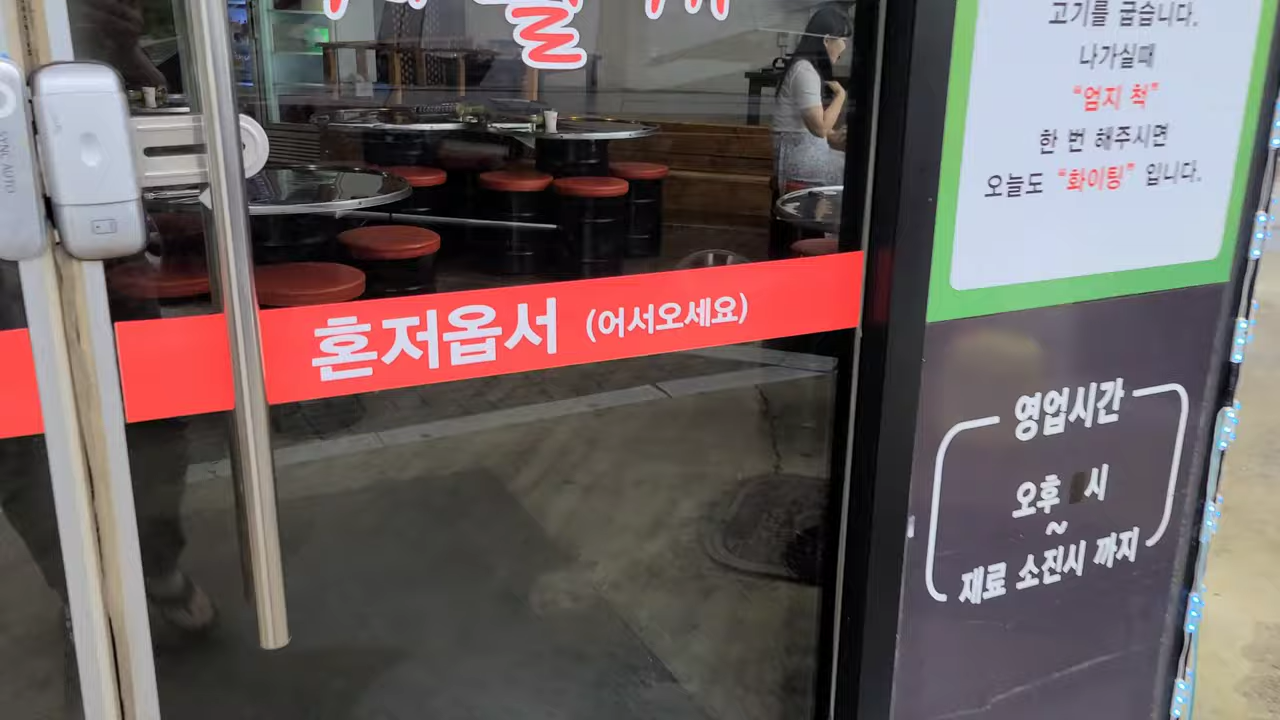 고기를 굽습니다.
나가실때
"엄지 척"
한 번 해주시면
오늘도 "화이팅" 입니다.
혼저옵서 (어서오세요)
영업시간
오후 시
~
재료 소진시 까지
SYNC AUTO